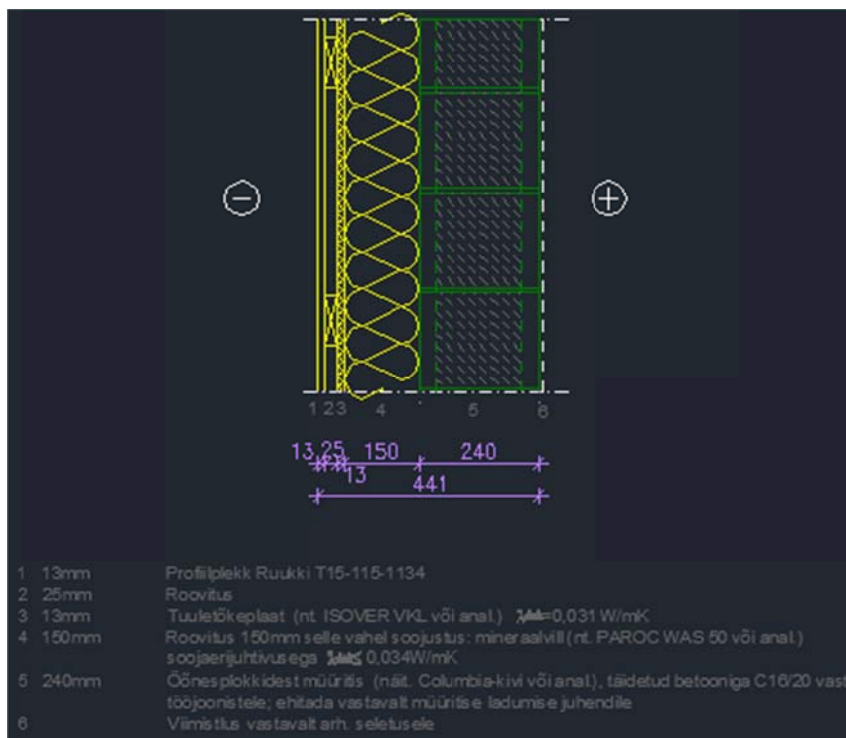 − +
1 2 3 4 5 6
13 25 150 240
13
441
1 13mm Profiilplekk Ruukki T15-115-1134
2 25mm Roovitus
3 13mm Tuuletõkeplaat (nt. ISOVER VKL või anal.) =0,031 W/mK
4 150mm Roovitus 150mm selle vahel soojustus: mineraalvill (nt. PAROC WAS 50 või anal.)
soojaerijuhtivusega ≤ 0,034W/mK
5 240mm Õõnesplokkidest müüritis (näit. Columbia-kivi või anal.), täidetud betooniga C16/20 vast
tööjoonistele; ehitada vastavalt müüritise ladumise juhendile
6 Viimistlus vastavalt arh. seletusele